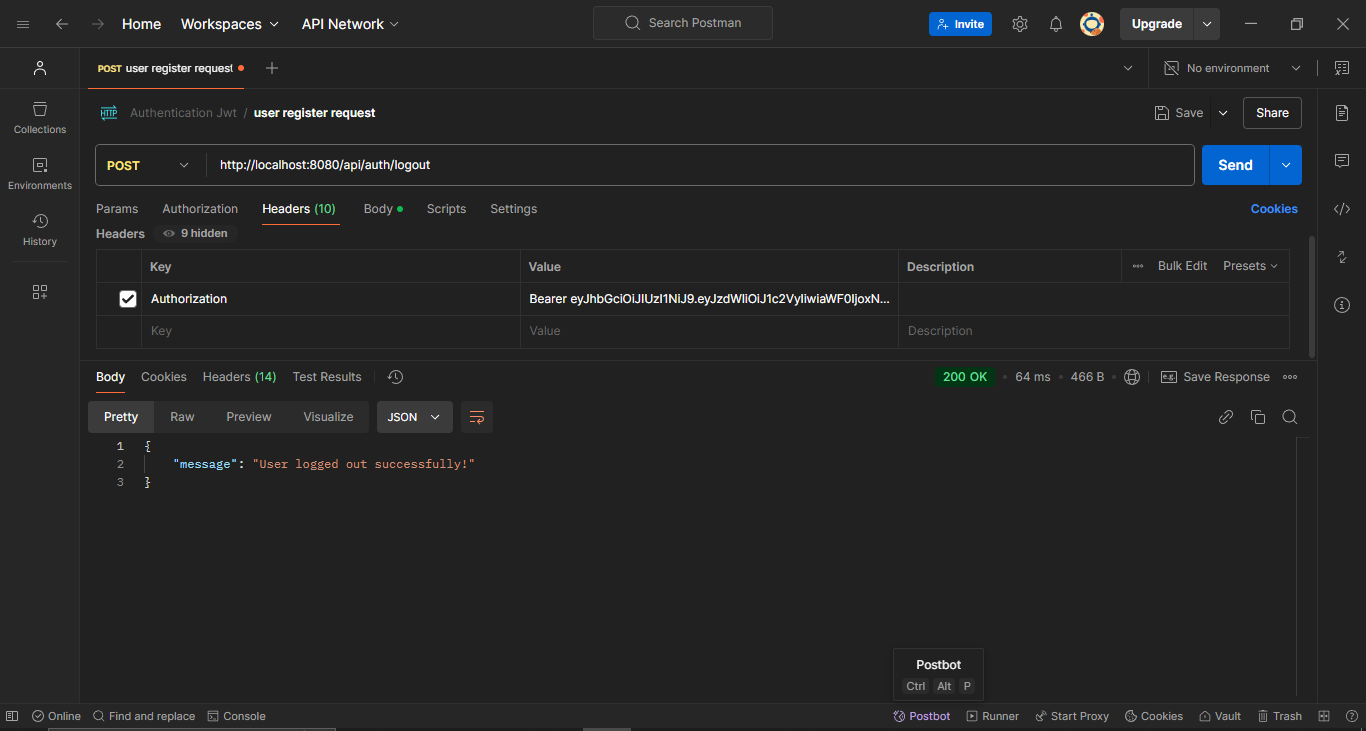 Home Workspaces API Network Search Postman Invite Upgrade
POST user register request No environment
HTTP Authentication Jwt / user register request Save Share
Collections
POST http://localhost:8080/api/auth/logout Send
Environments
Params Authorization Headers (10) Body Scripts Settings Cookies
Headers 9 hidden
History
Key Value Description Bulk Edit Presets
Authorization Bearer eyJhbGciOiJIUzI1NiJ9.eyJzdWIiOiJ1c2VyIiwiaWF0IjoxN...
Key Value Description
Body Cookies Headers (14) Test Results 200 OK 64 ms 466 B e.g. Save Response
Pretty Raw Preview Visualize JSON
1 {
2 "message": "User logged out successfully!"
3 }
Postbot
Ctrl Alt P
Online Find and replace Console Postbot Runner Start Proxy Cookies Vault Trash